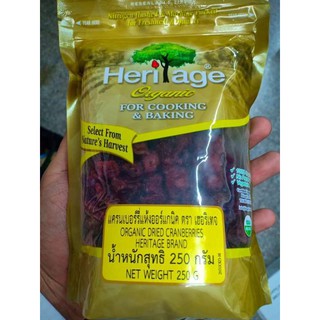 Heritage
Organic
FOR COOKING
& BAKING
Select From
Nature's Harvest
แครนเบอร์รี่แห้งออร์แกนิค ตรา เฮอริเทจ
ORGANIC DRIED CRANBERRIES
HERITAGE BRAND
น้ำหนักสุทธิ 250 กรัม
NET WEIGHT 250 G